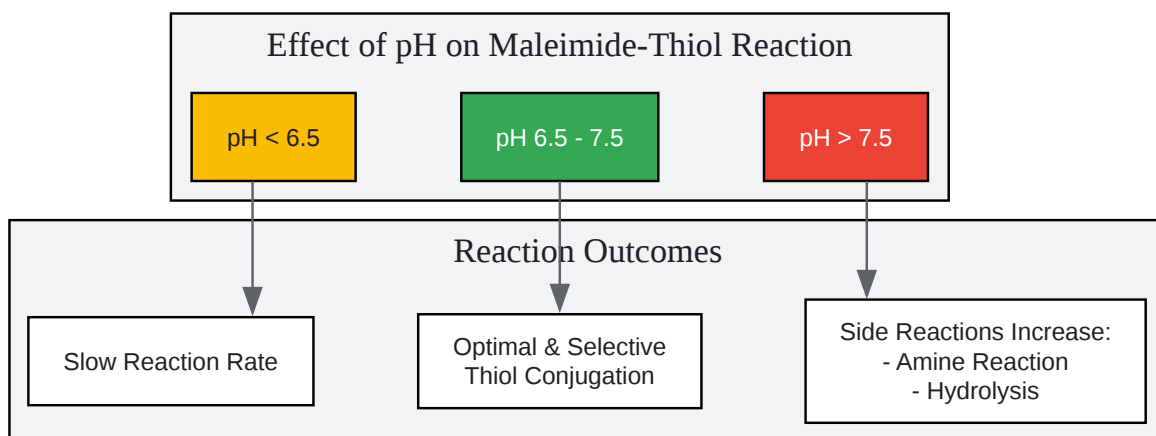 Effect of pH on Maleimide-Thiol Reaction
pH < 6.5
pH 6.5 - 7.5
pH > 7.5
Reaction Outcomes
Slow Reaction Rate
Optimal & Selective
Thiol Conjugation
Side Reactions Increase:
- Amine Reaction
- Hydrolysis